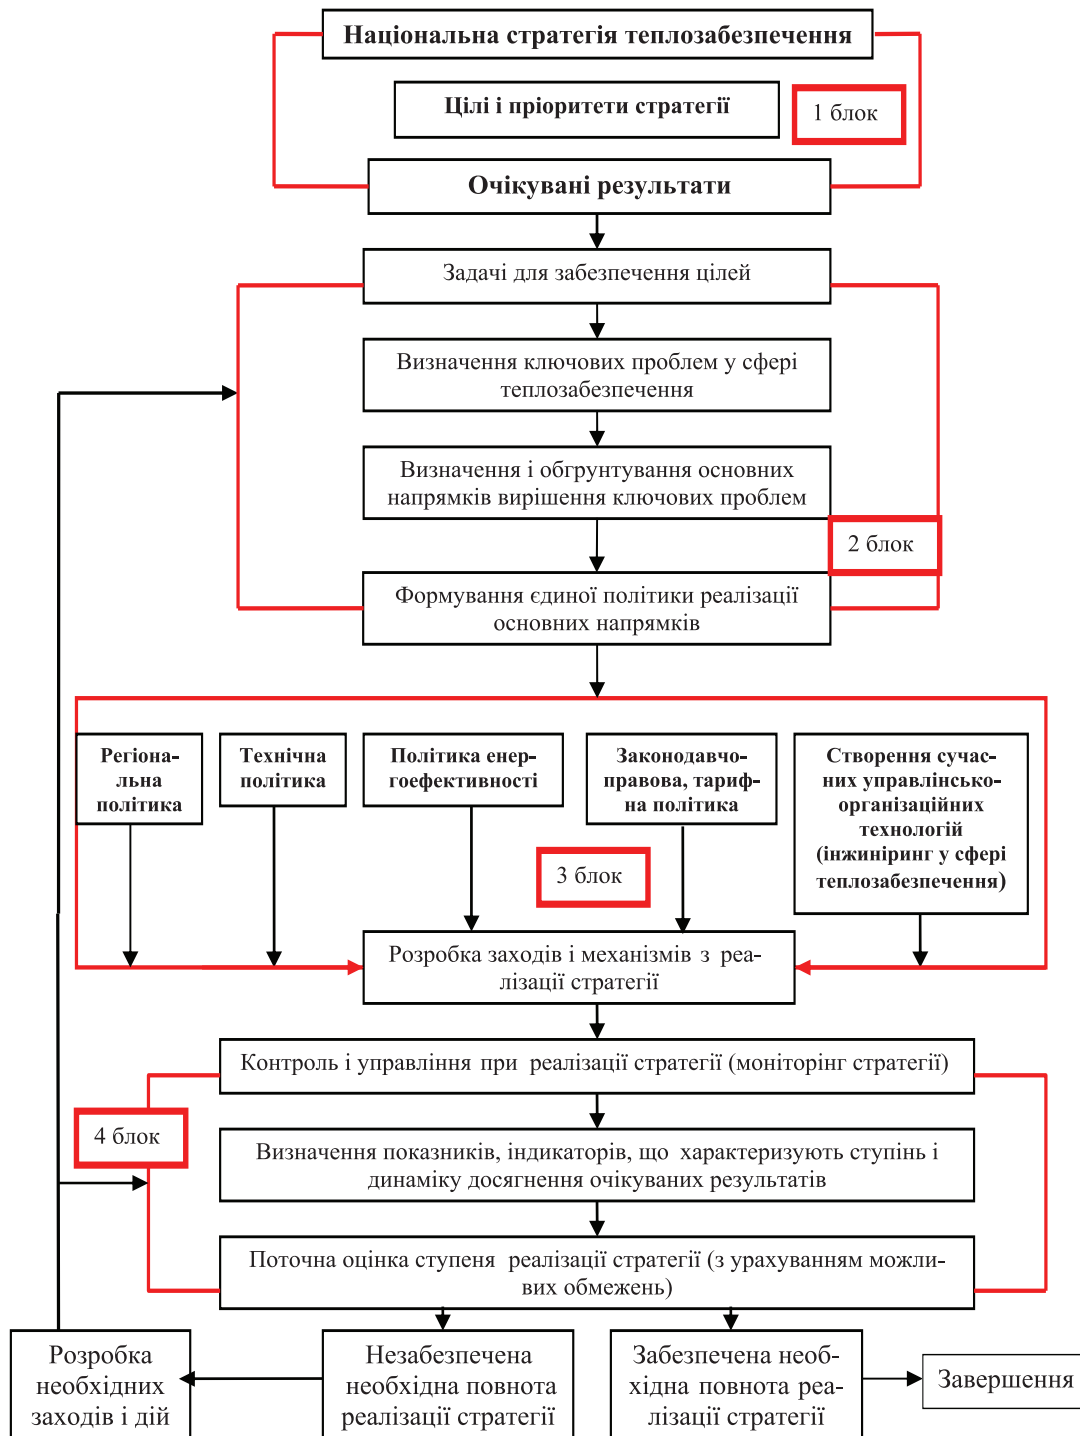 Національна стратегія теплозабезпечення
Цілі і пріоритети стратегії
1 блок
Очікувані результати
Задачі для забезпечення цілей
Визначення ключових проблем у сфері
теплозабезпечення
Визначення і обгрунтування основних
напрямків вирішення ключових проблем
2 блок
Формування єдиної політики реалізації
основних напрямків
Регіона-
льна
політика
Технічна
політика
Політика енер-
гоефективності
Законодавчо-
правова, тариф-
на політика
Створення сучас-
них управлінсько-
організаційних
технологій
(інжиніринг у сфері
теплозабезпечення)
3 блок
Розробка заходів і механізмів з реа-
лізації стратегії
Контроль і управління при реалізації стратегії (моніторінг стратегії)
4 блок
Визначення показників, індикаторів, що характеризують ступінь і
динаміку досягнення очікуваних результатів
Поточна оцінка ступеня реалізації стратегії (з урахуванням можли-
вих обмежень)
Розробка
необхідних
заходів і дій
Незабезпечена
необхідна повнота
реалізації стратегії
Забезпечена необ-
хідна повнота реа-
лізації стратегії
Завершення